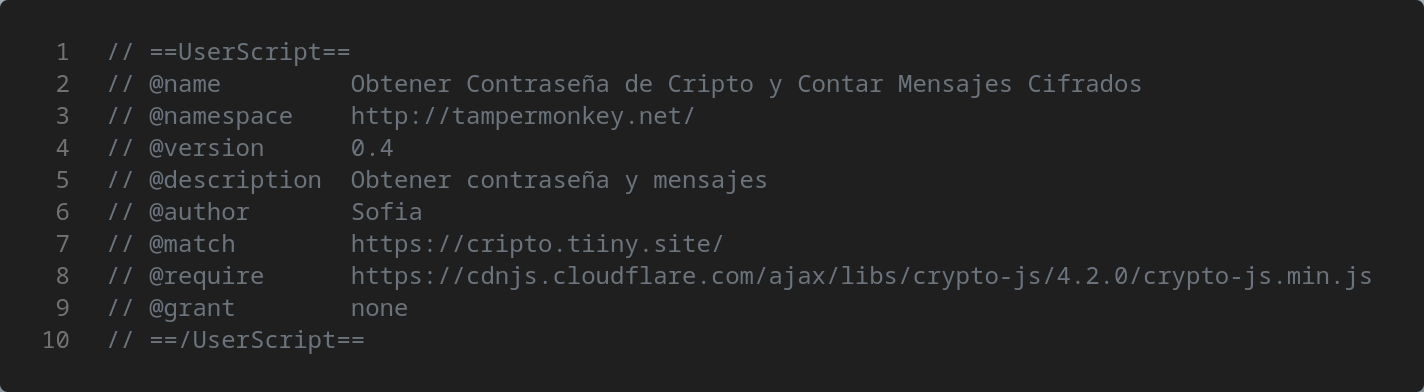 1 // ==UserScript==
2 // @name         Obtener Contraseña de Cripto y Contar Mensajes Cifrados
3 // @namespace    http://tampermonkey.net/
4 // @version      0.4
5 // @description  Obtener contraseña y mensajes
6 // @author       Sofia
7 // @match        https://cripto.tiiny.site/
8 // @require      https://cdnjs.cloudflare.com/ajax/libs/crypto-js/4.2.0/crypto-js.min.js
9 // @grant        none
10 // ==/UserScript==